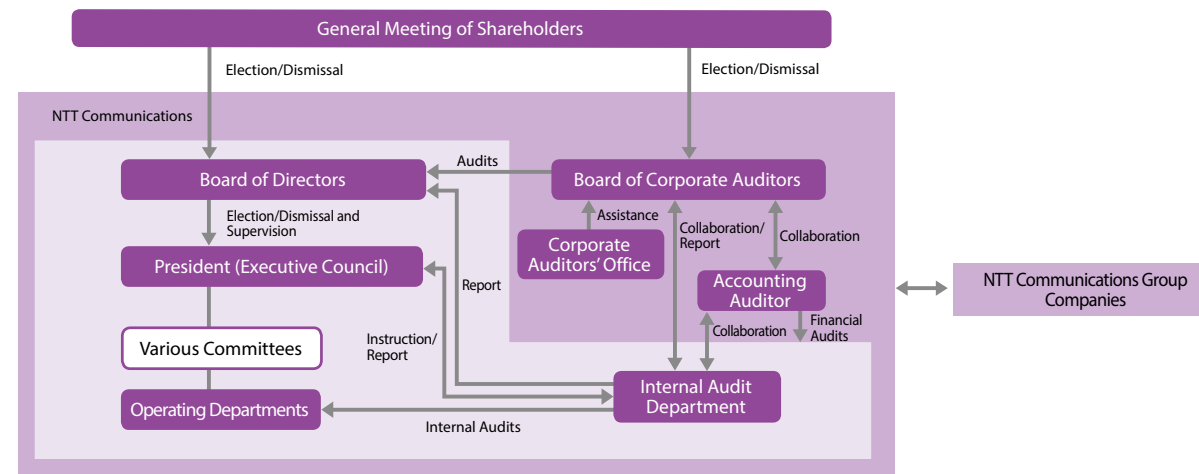 General Meeting of Shareholders
Election/Dismissal
Election/Dismissal
NTT Communications
Audits
Board of Directors
Board of Corporate Auditors
Election/Dismissal and
Supervision
Assistance
Collaboration/
Report
Collaboration
Corporate
Auditors' Office
President (Executive Council)
Report
Accounting
Auditor
NTT Communications Group
Companies
Various Committees
Instruction/
Report
Collaboration
Financial
Audits
Internal Audit
Department
Operating Departments
Internal Audits